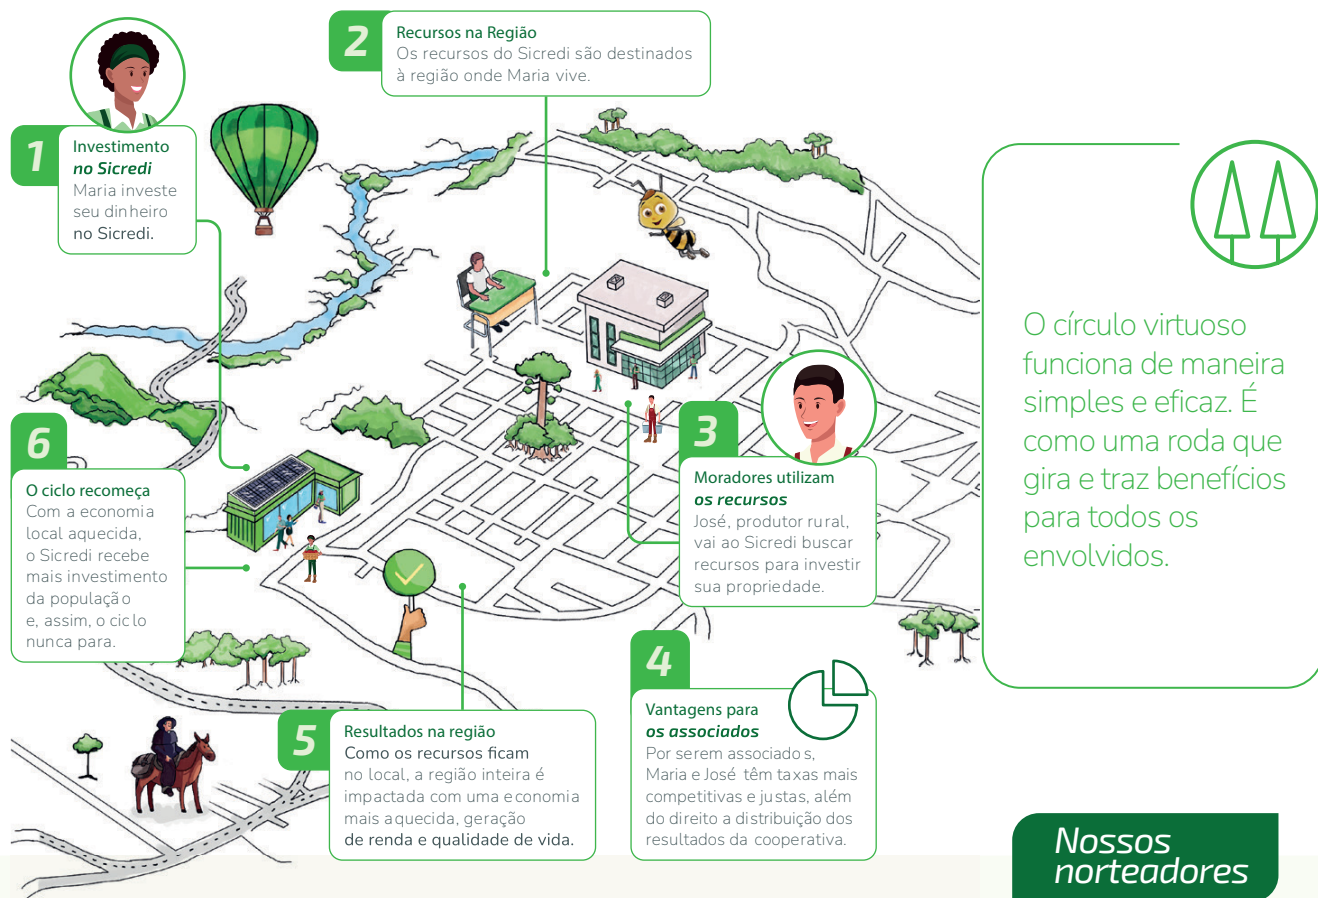 1
Investimento
no Sicredi
Maria investe
seu dinheiro
no Sicredi.
2
Recursos na Região
Os recursos do Sicredi são destinados
à região onde Maria vive.
3
Moradores utilizam
os recursos
José, produtor rural,
vai ao Sicredi buscar
recursos para investir
sua propriedade.
4
Vantagens para
os associados
Por serem associados,
Maria e José têm taxas mais
competitivas e justas, além
do direito a distribuição dos
resultados da cooperativa.
5
Resultados na região
Como os recursos ficam
no local, a região inteira é
impactada com uma economia
mais aquecida, geração
de renda e qualidade de vida.
6
O ciclo recomeça
Com a economia
local aquecida,
o Sicredi recebe
mais investimento
da população
e, assim, o ciclo
nunca para.
O círculo virtuoso
funciona de maneira
simples e eficaz. É
como uma roda que
gira e traz benefícios
para todos os
envolvidos.
Nossos
norteadores